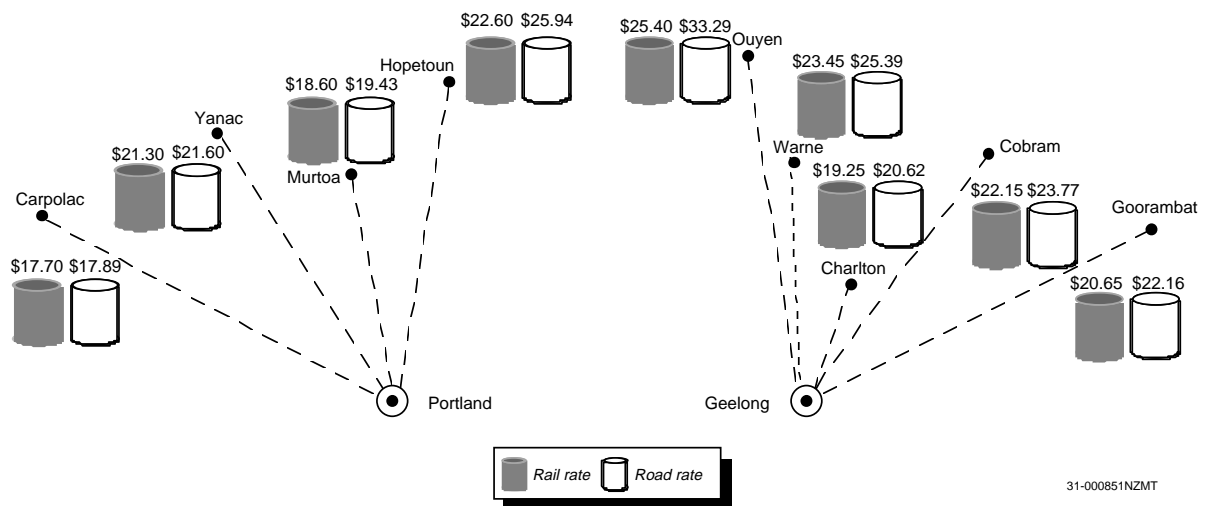 $22.60 $25.94
$25.40 $33.29
Ouyen
Hopetoun
$23.45 $25.39
$18.60 $19.43
Yanac
Warne
Cobram
$21.30 $21.60
Murtoa
$19.25 $20.62
Carpolac
$22.15 $23.77
Goorambat
$17.70 $17.89
Charlton
$20.65 $22.16
Portland
Geelong
Rail rate
Road rate
31-000851NZMT